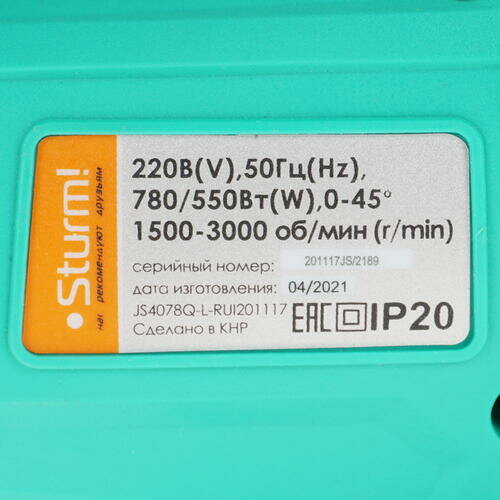 Sturm!
нас рекомендуют друзьям
220В(V),50Гц(Hz),
780/550Вт(W),0-45°
1500-3000 об/мин (r/min)
серийный номер: 201117JS/2189
дата изготовления: 04/2021
JS4078Q-L-RUI201117
Сделано в КНР
EAC IP20